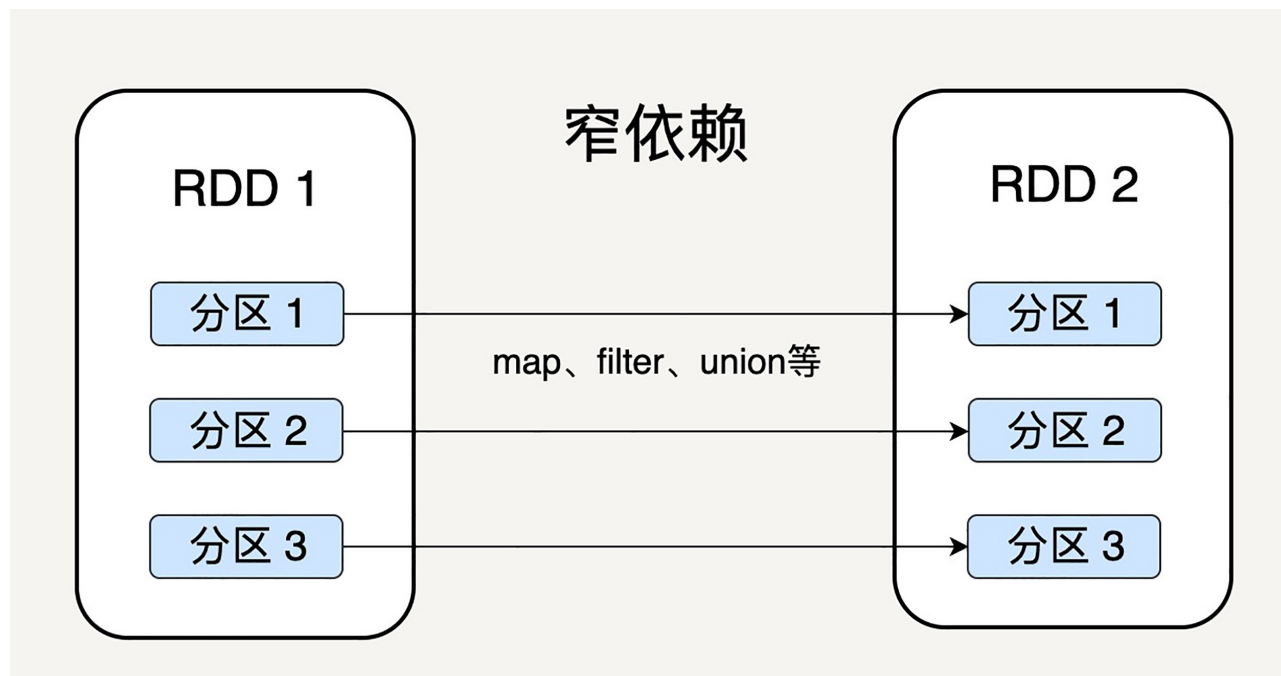 窄依赖
RDD 1
RDD 2
分区 1
分区 1
map、filter、union等
分区 2
分区 2
分区 3
分区 3